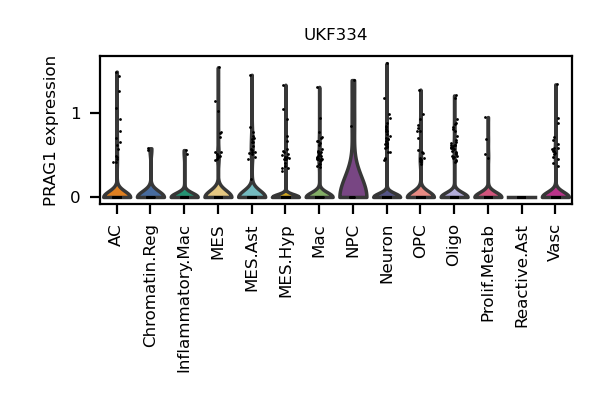 UKF334
PRAG1 expression
1
0
AC
Chromatin.Reg
Inflammatory.Mac
MES
MES.Ast
MES.Hyp
Mac
NPC
Neuron
OPC
Oligo
Prolif.Metab
Reactive.Ast
Vasc